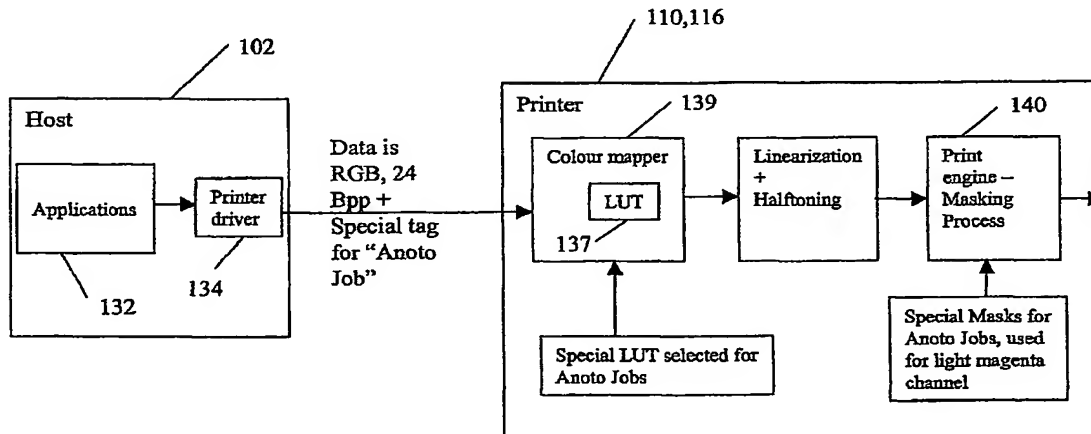 102
110,116
Host
Applications
132
Printer
driver
134
Data is
RGB, 24
Bpp +
Special tag
for "Anoto
Job"
Printer
139
Colour mapper
LUT
137
Linearization
+
Halftoning
140
Print
engine –
Masking
Process
Special LUT selected for
Anoto Jobs
Special Masks for
Anoto Jobs, used
for light magenta
channel